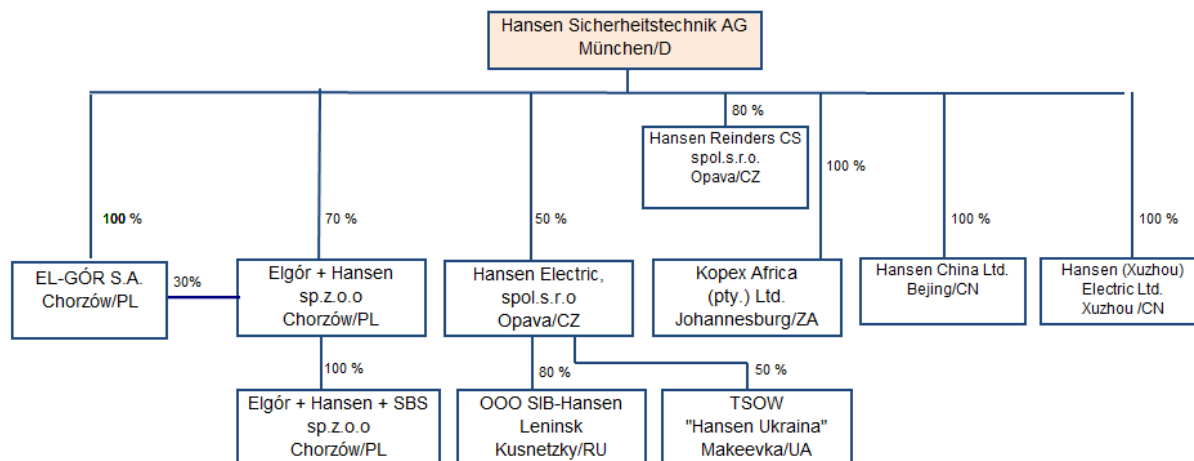 Hansen Sicherheitstechnik AG
München/D
80 %
Hansen Reinders CS
spol.s.r.o.
Opava/CZ
100 %
100 %
70 %
50 %
100 %
100 %
EL-GÓR S.A.
Chorzów/PL
30%
Elgór + Hansen
sp.z.o.o
Chorzów/PL
Hansen Electric,
spol.s.r.o
Opava/CZ
Kopex Africa
(pty.) Ltd.
Johannesburg/ZA
Hansen China Ltd.
Bejing/CN
Hansen (Xuzhou)
Electric Ltd.
Xuzhou /CN
100 %
80 %
50 %
Elgór + Hansen + SBS
sp.z.o.o
Chorzów/PL
OOO SIB-Hansen
Leninsk
Kusnetzky/RU
TSOW
"Hansen Ukraina"
Makeevka/UA